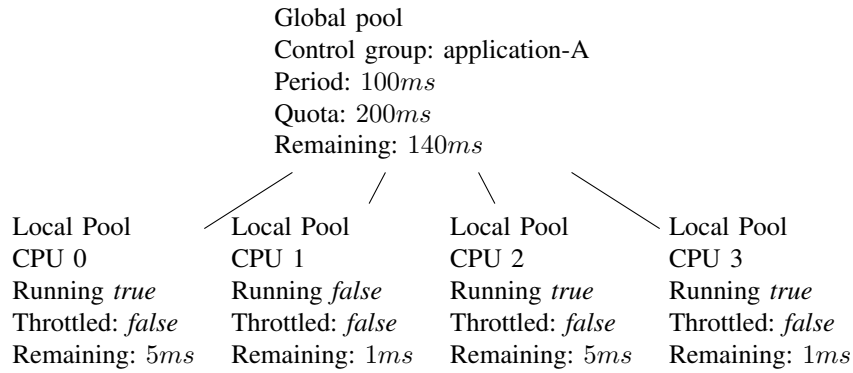 Global pool
Control group: application-A
Period: 100ms
Quota: 200ms
Remaining: 140ms
Local Pool
CPU 0
Running true
Throttled: false
Remaining: 5ms
Local Pool
CPU 1
Running false
Throttled: false
Remaining: 1ms
Local Pool
CPU 2
Running true
Throttled: false
Remaining: 5ms
Local Pool
CPU 3
Running true
Throttled: false
Remaining: 1ms